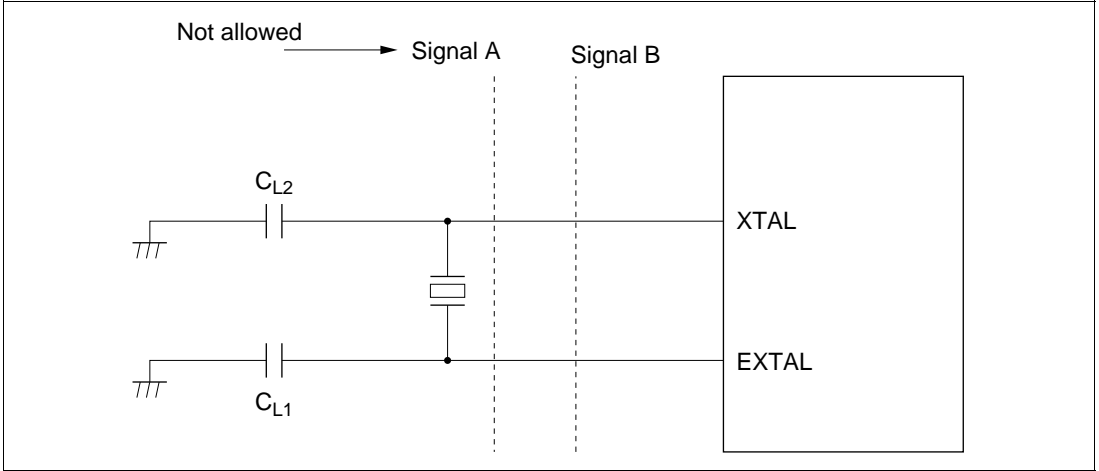 Not allowed
Signal A
Signal B
CL2
XTAL
EXTAL
CL1